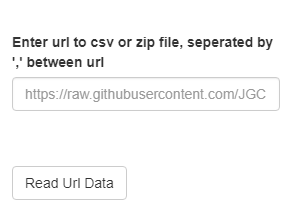 Enter url to csv or zip file, seperated by
',' between url
https://raw.githubusercontent.com/JGC
Read Url Data